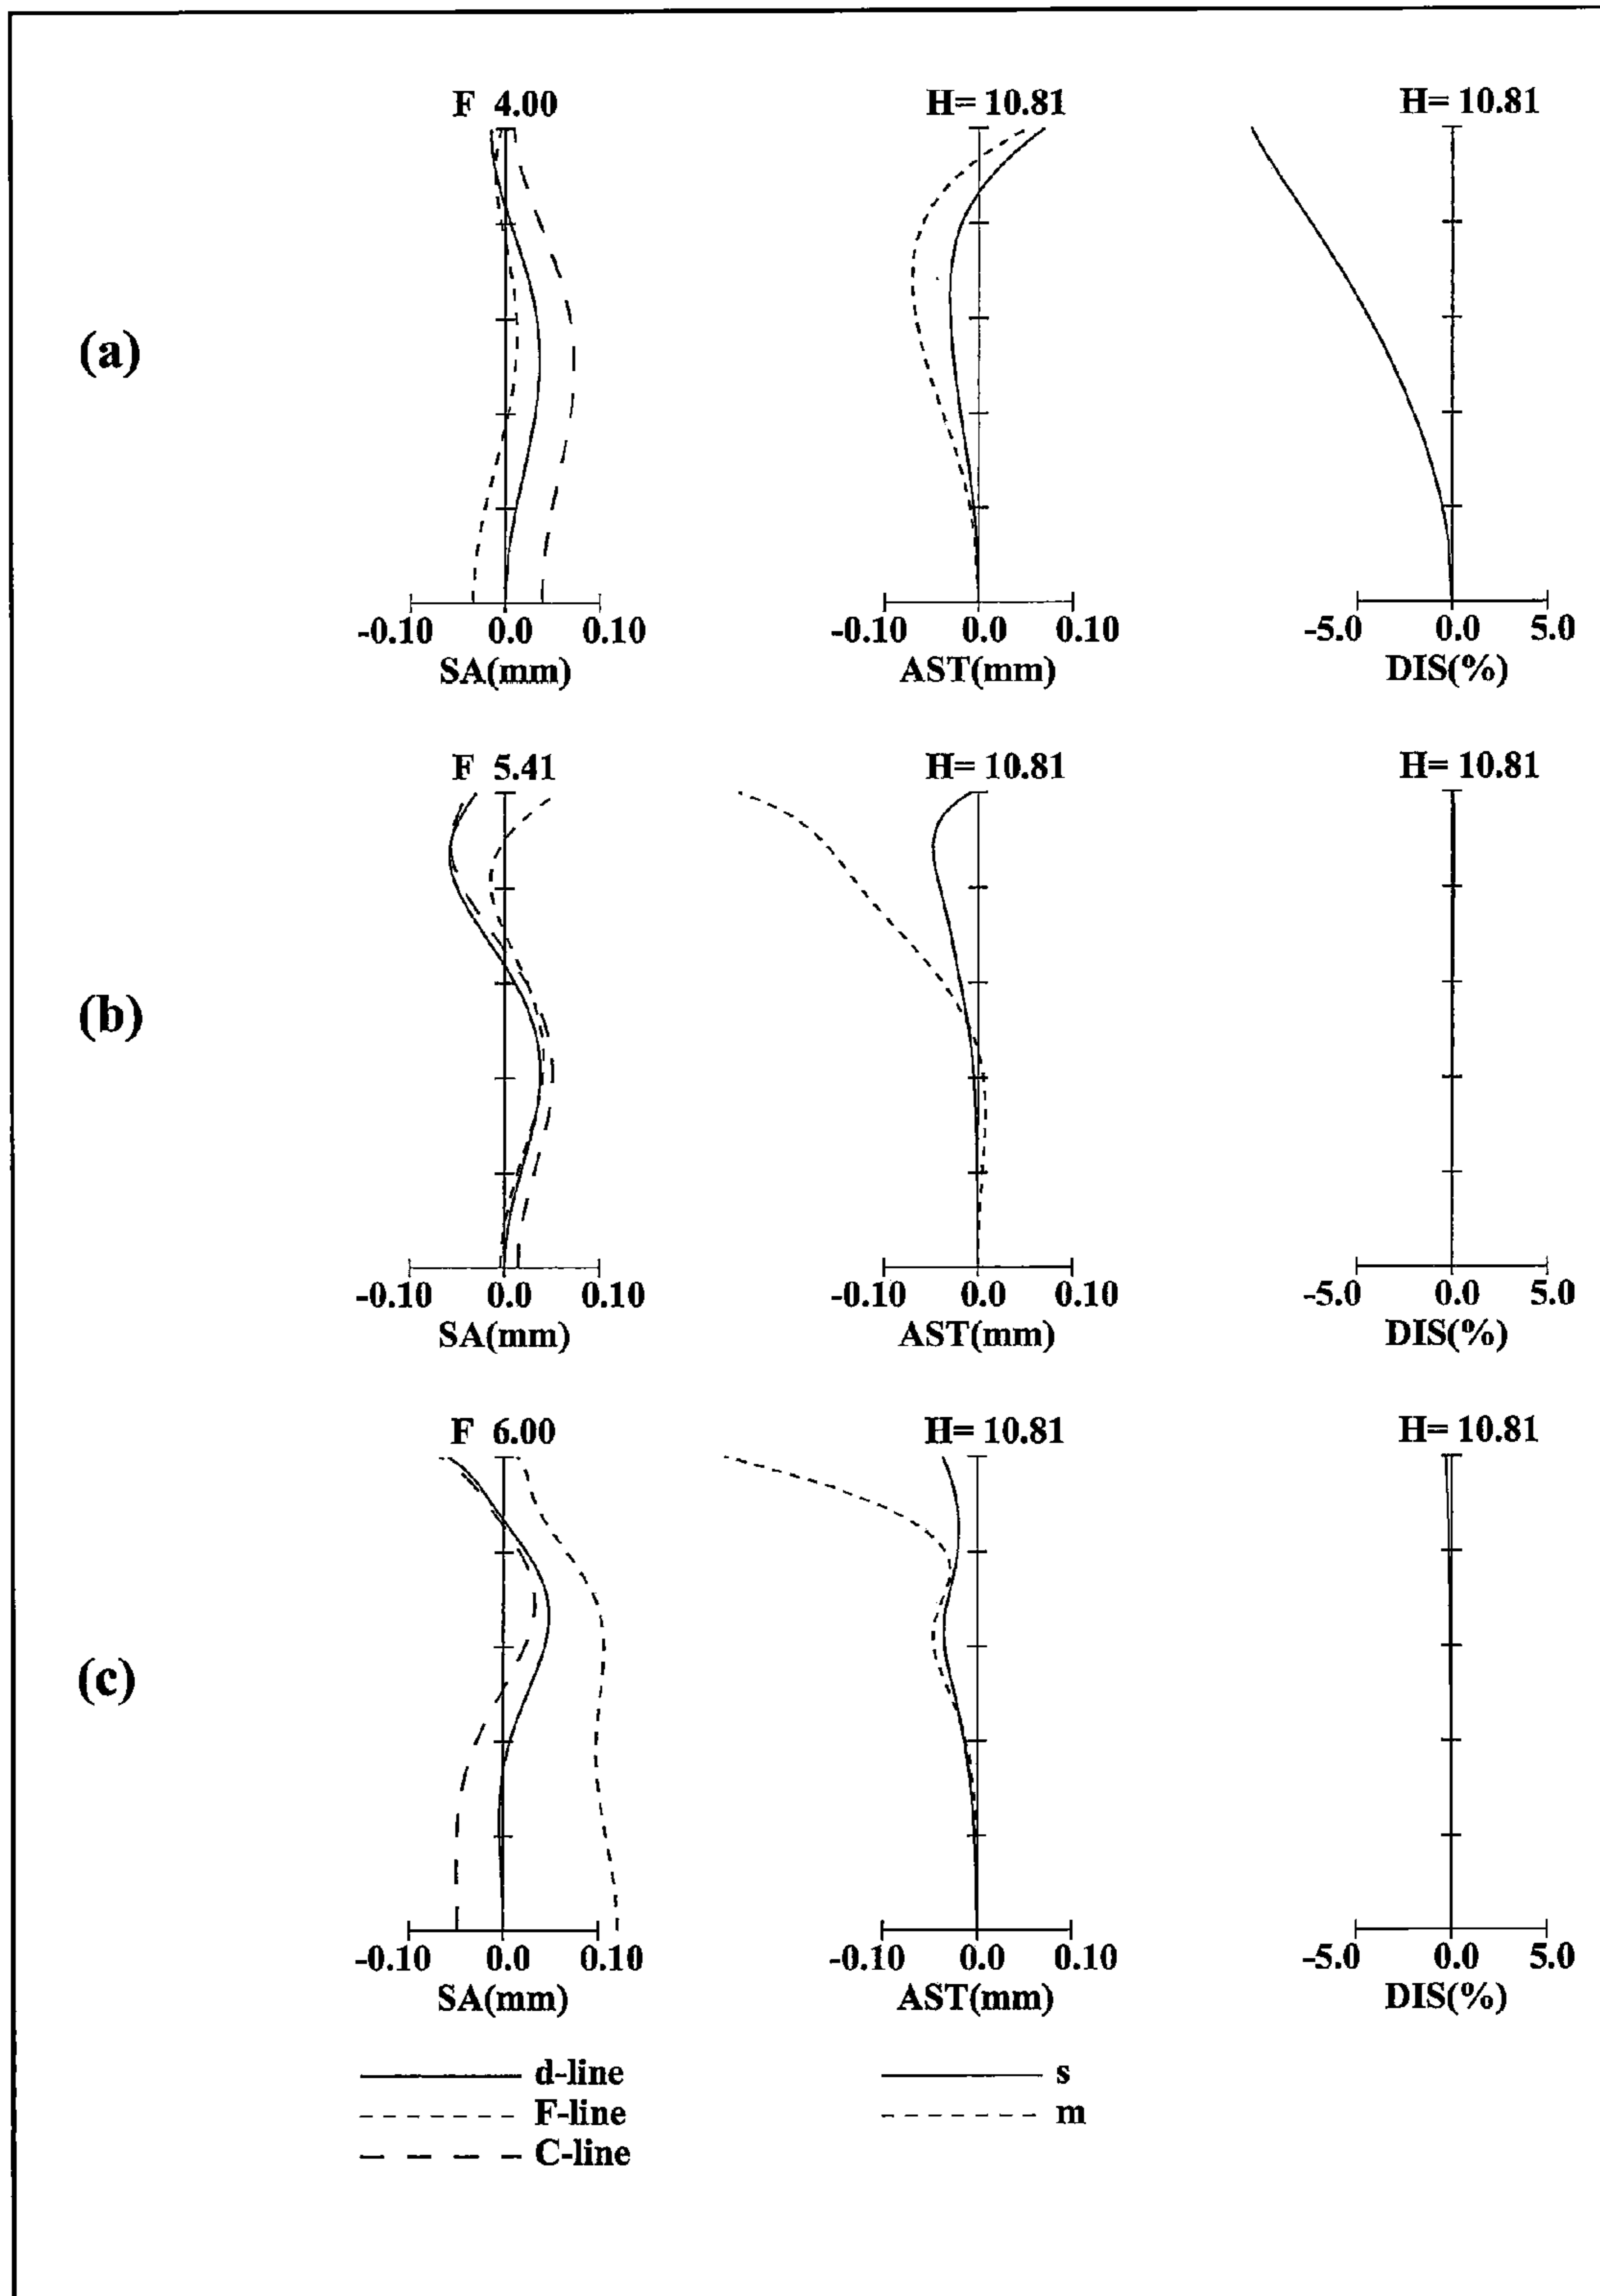 F 4.00 H= 10.81 H= 10.81
(a)
-0.10 0.0 0.10 -0.10 0.0 0.10 -5.0 0.0 5.0
SA(mm) AST(mm) DIS(%)
F 5.41 H= 10.81 H= 10.81
(b)
-0.10 0.0 0.10 -0.10 0.0 0.10 -5.0 0.0 5.0
SA(mm) AST(mm) DIS(%)
F 6.00 H= 10.81 H= 10.81
(c)
-0.10 0.0 0.10 -0.10 0.0 0.10 -5.0 0.0 5.0
SA(mm) AST(mm) DIS(%)
d-line s
F-line m
C-line